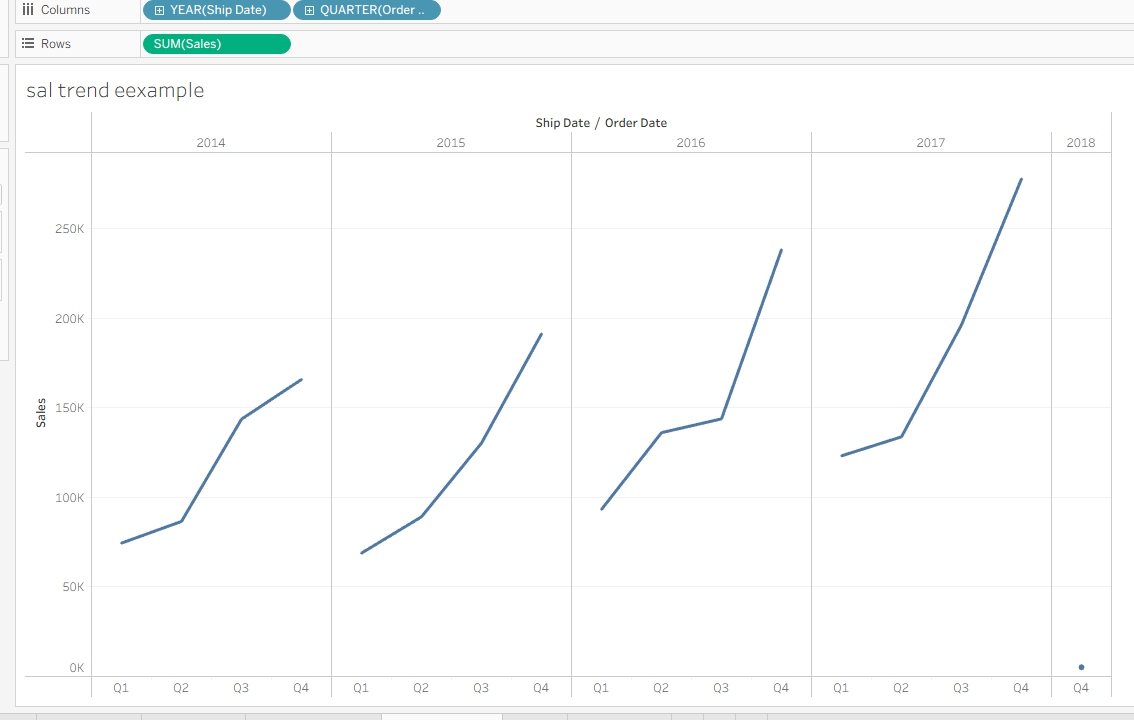 Columns YEAR(Ship Date) QUARTER(Order ..
Rows SUM(Sales)
sal trend eexample
Ship Date / Order Date
2014 2015 2016 2017 2018
250K
200K
150K
100K
50K
0K
Sales
Q1 Q2 Q3 Q4 Q1 Q2 Q3 Q4 Q1 Q2 Q3 Q4 Q1 Q2 Q3 Q4 Q4